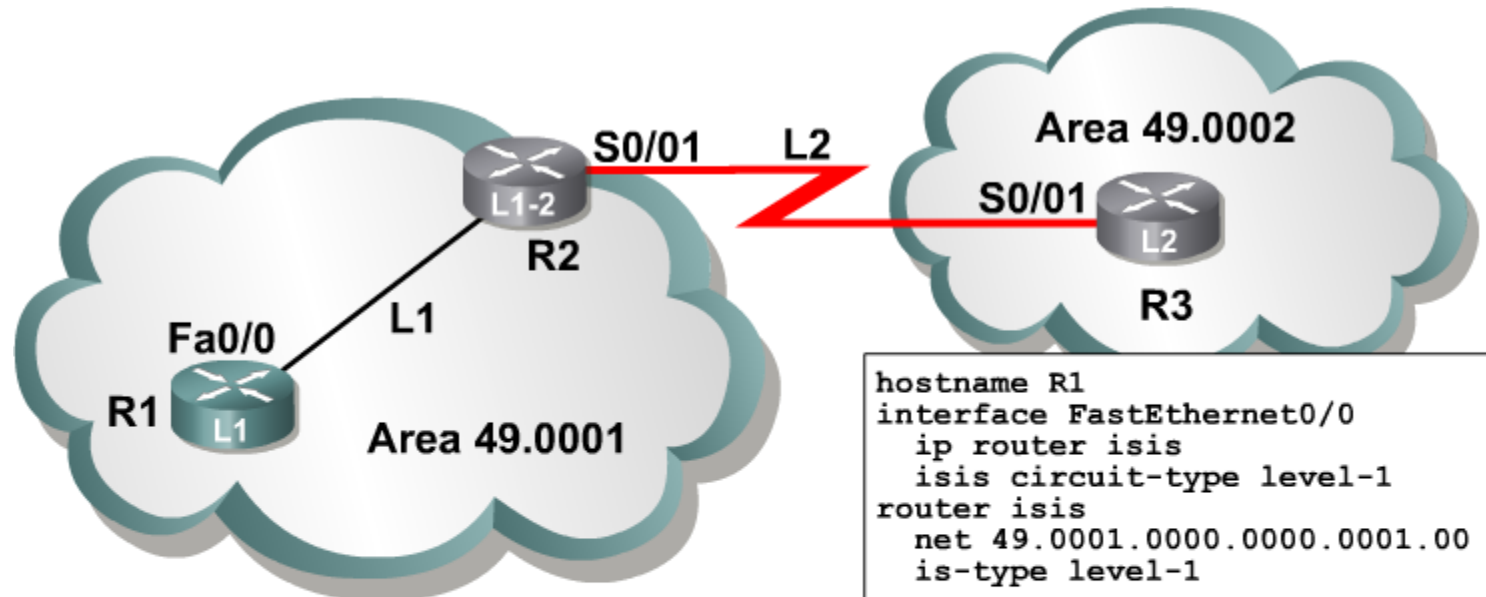 S0/01
L2
L1-2
R2
Area 49.0002
S0/01
L2
R3
L1
Fa0/0
R1
L1
Area 49.0001
hostname R1
interface FastEthernet0/0
ip router isis
isis circuit-type level-1
router isis
net 49.0001.0000.0000.0001.00
is-type level-1